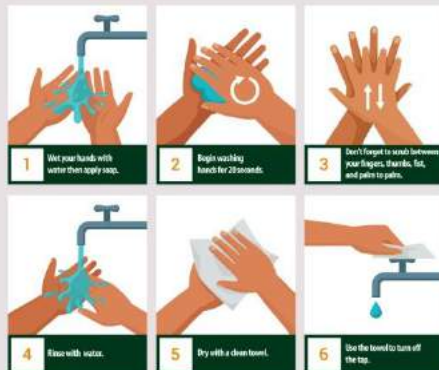 1
Wet your hands with
water then apply soap.
2
Begin washing
hands for 20 seconds
3
Don't forget to scrub between
your fingers, thumbs, fist,
and palm to palm.
4
Rinse with water.
5
Dry with a clean towel.
6
Use the towel to turn off
the tap.